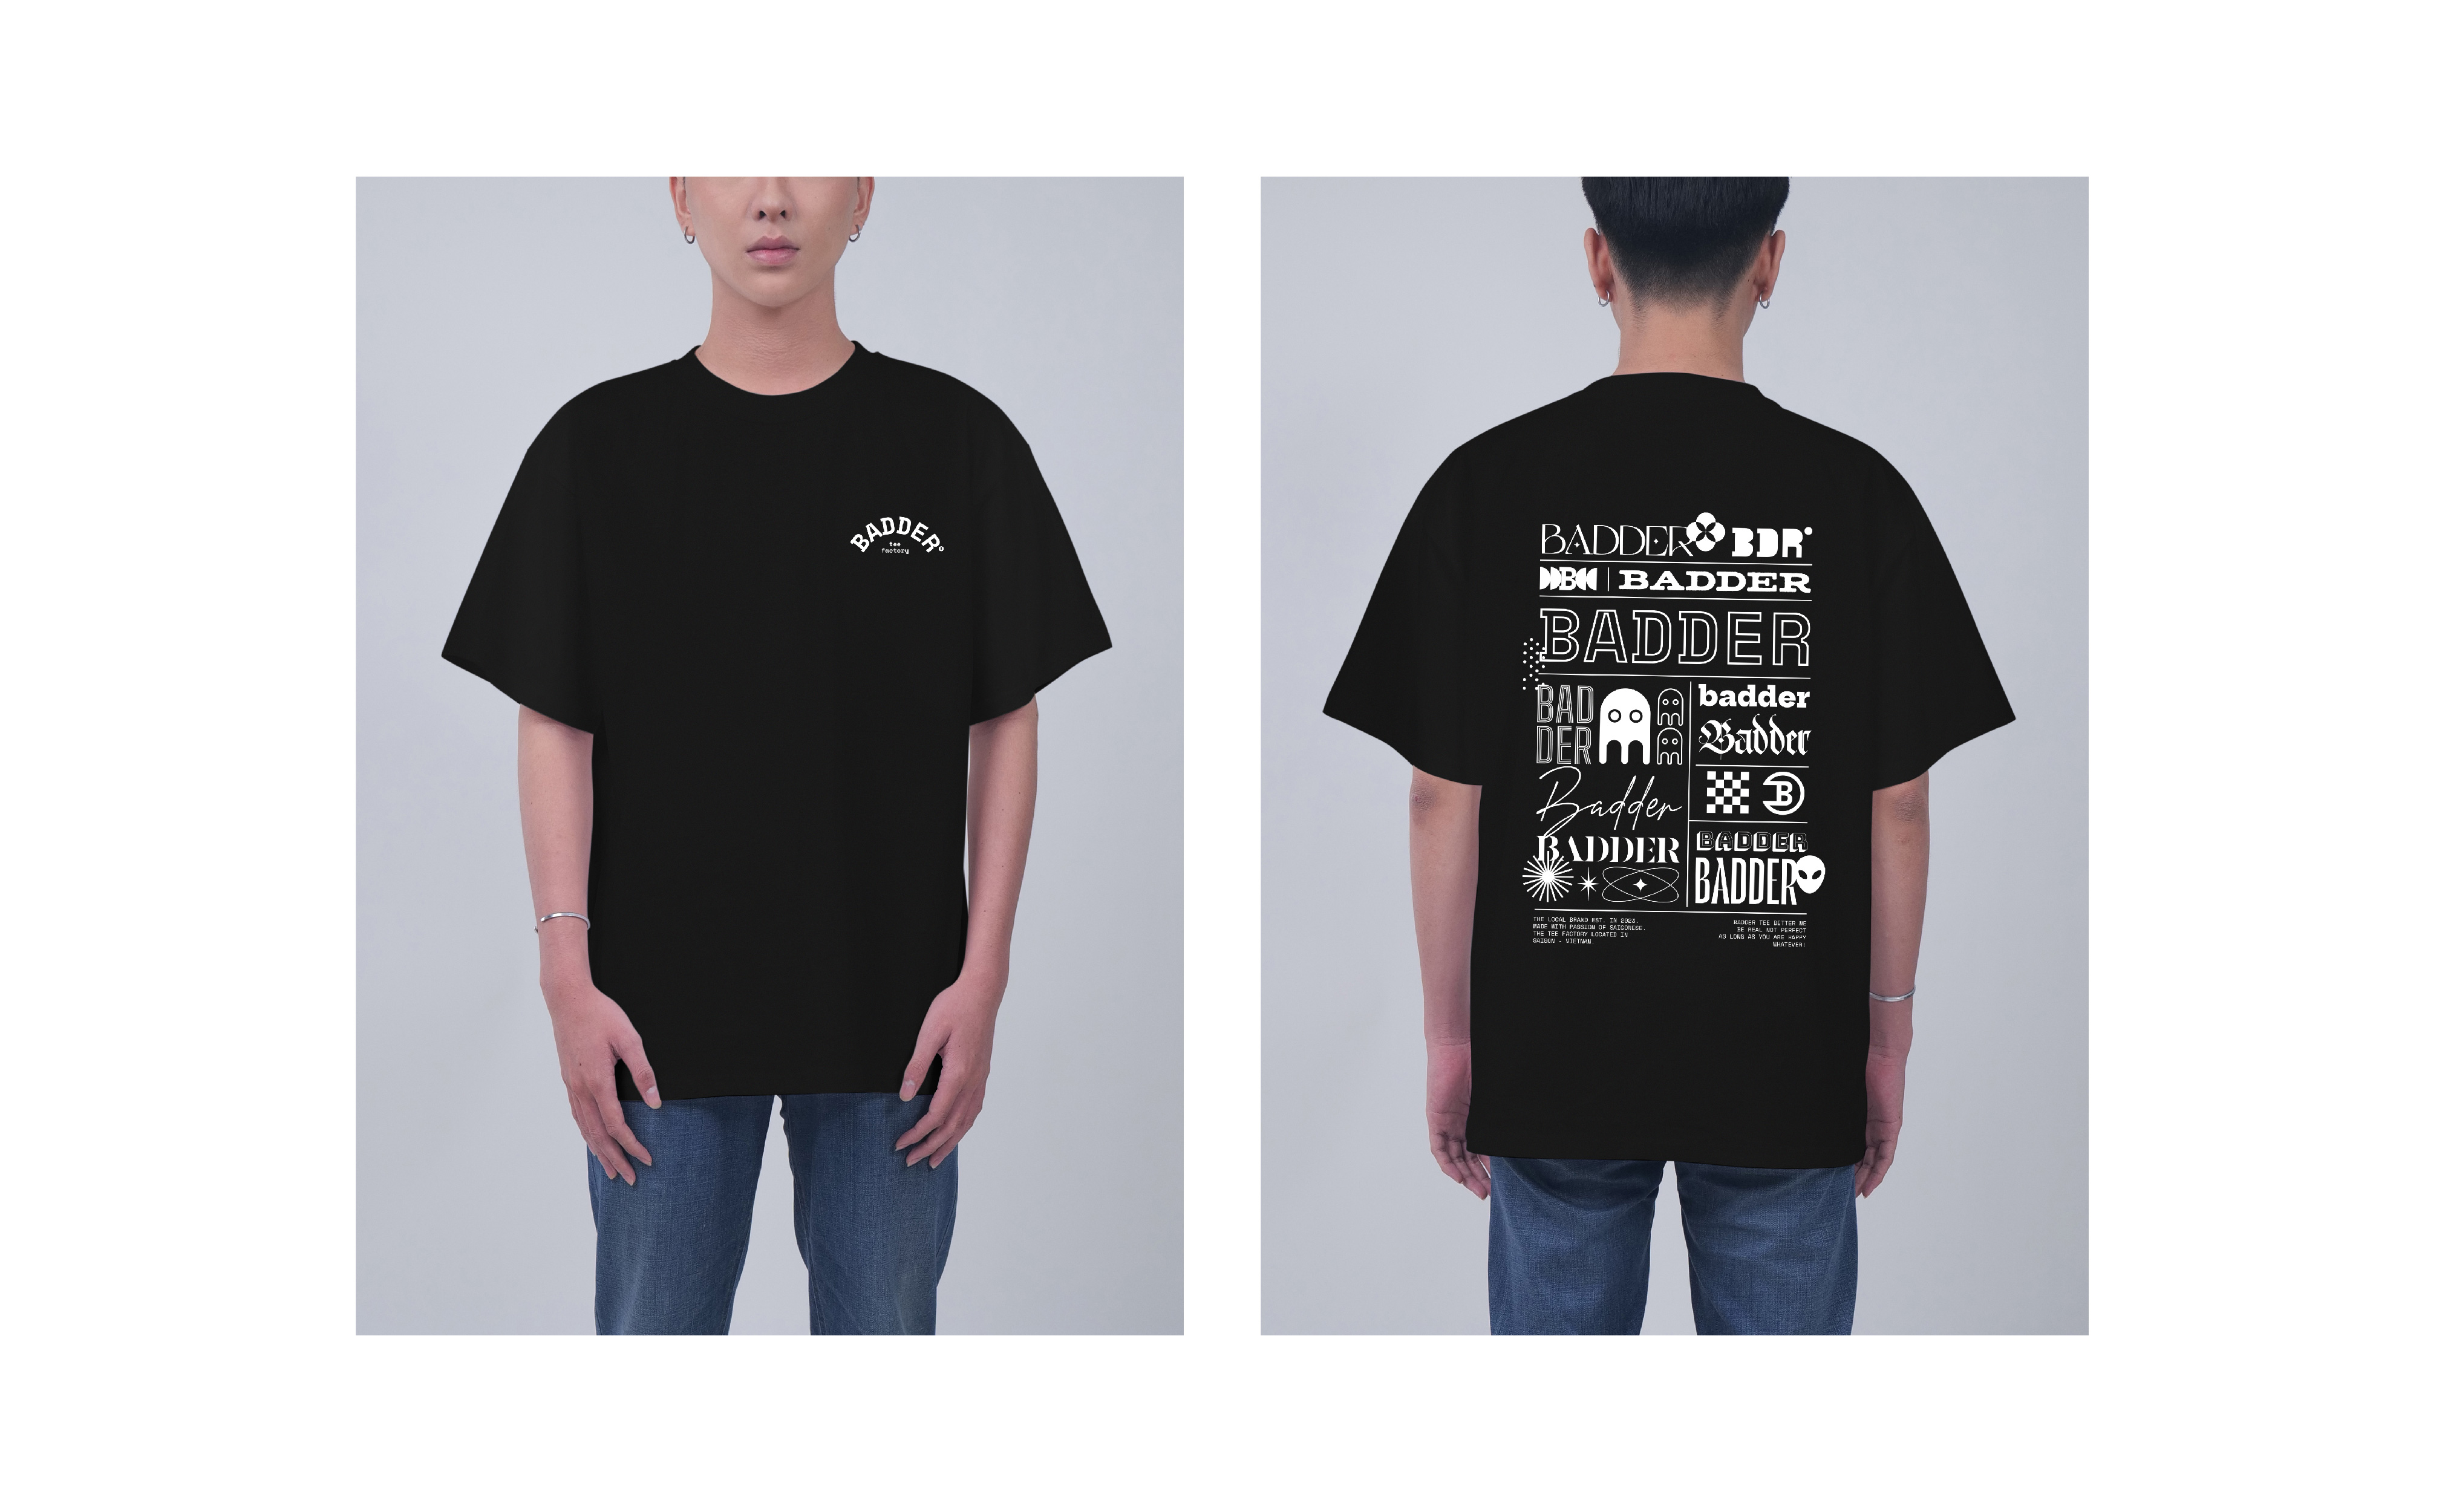 BADDER
tee
factory
BADDER BDR
B | BADDER
BADDER
BAD
DER
badder
Badder
Badder
B
BADDER
BADDER
BADDER
THE LOCAL BRAND EST. IN 2023.
MADE WITH PASSION OF SAIGONESE.
THE TEE FACTORY LOCATED IN
SAIGON - VIETNAM.
BADDER TEE BETTER ME
BE REAL NOT PERFECT
AS LONG AS YOU ARE HAPPY
WHATEVER!